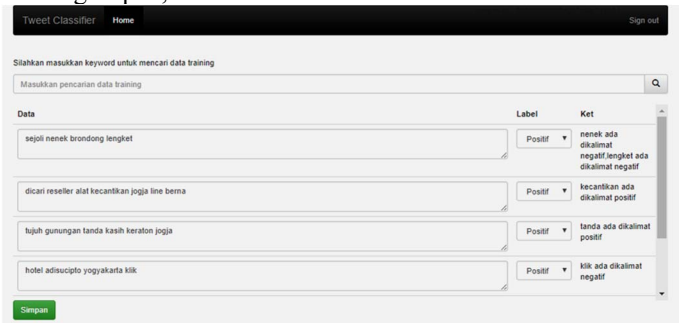 Tweet Classifier Home Sign out
Silahkan masukkan keyword untuk mencari data training
Masukkan pencarian data training
Data Label Ket
sejoli nenek brondong lengket Positif nenek ada
dikalimat
negatif,lengket ada
dikalimat negatif
dicari reseller alat kecantikan jogja line berna Positif kecantikan ada
dikalimat positif
tujuh gunungan tanda kasih keraton jogja Positif tanda ada dikalimat
positif
hotel adisucipto yogyakarta klik Positif klik ada dikalimat
negatif
Simpan